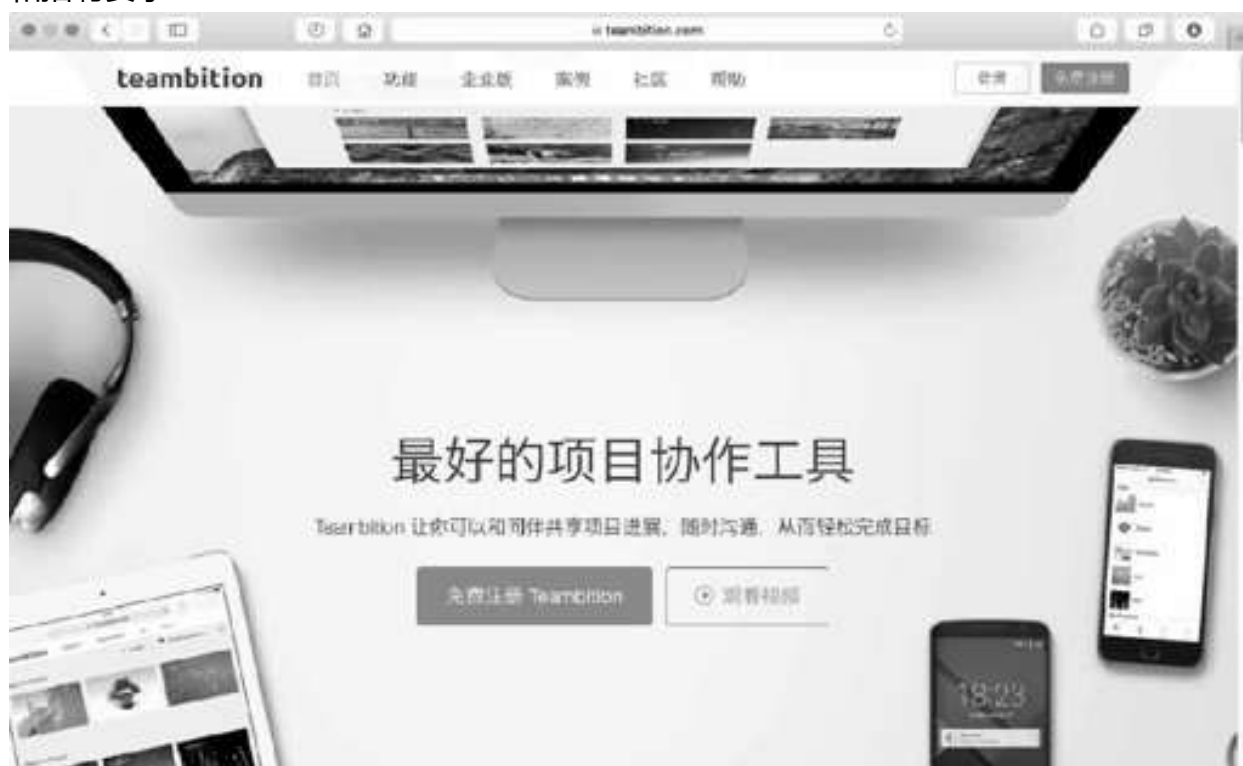 teambition.com
teambition 首页 功能 企业版 案例 社区 帮助 登录 免费注册
最好的项目协作工具
Teambition 让你可以和同伴共享项目进展，随时沟通，从而轻松完成目标
免费注册 Teambition 观看视频
18:23